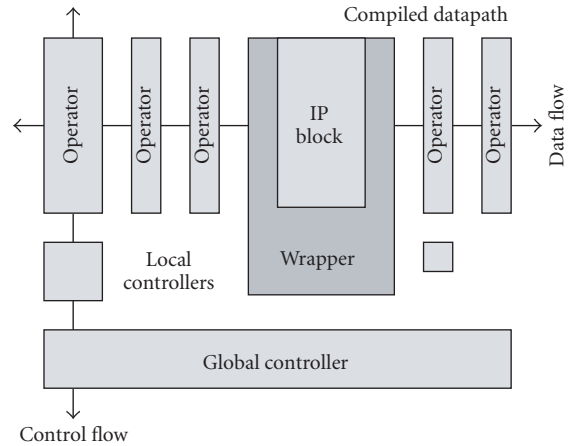 Compiled datapath
Operator
Operator
Operator
IP
block
Operator
Operator
Data flow
Local
controllers
Wrapper
Global controller
Control flow